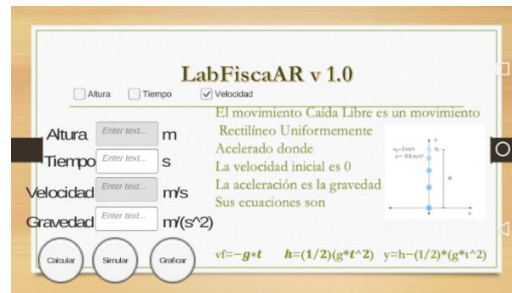 LabFiscaAR v 1.0
Altura Tiempo Velocidad
El movimiento Caída Libre es un movimiento
Rectilíneo Uniformemente
Acelerado donde
La velocidad inicial es 0
La aceleración es la gravedad
Sus ecuaciones son
Altura Enter text... m
Tiempo Enter text... s
Velocidad Enter text... m/s
Gravedad Enter text... m/(s^2)
Calcular Simular Graficar
vf=-g*t h=(1/2)(g*t^2) y=h-(1/2)*(g*t^2)